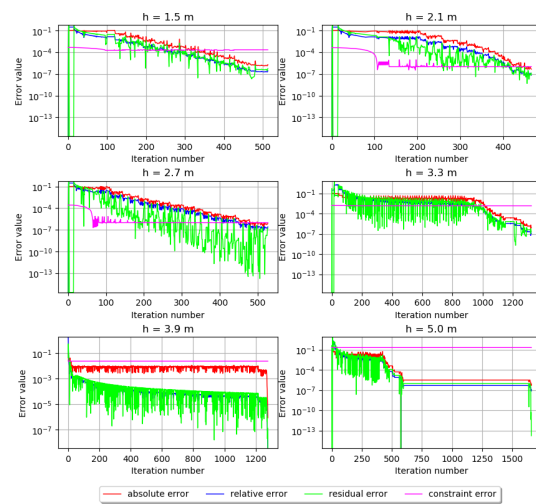 h = 1.5 m
h = 2.1 m
Error value
10⁻¹
10⁻⁴
10⁻⁷
10⁻¹⁰
10⁻¹³
0 100 200 300 400 500
Iteration number
Error value
10⁻¹
10⁻⁴
10⁻⁷
10⁻¹⁰
10⁻¹³
0 200 400
Iteration number
h = 2.7 m
h = 3.3 m
Error value
10⁻¹
10⁻⁴
10⁻⁷
10⁻¹⁰
10⁻¹³
0 100 200 300 400 500
Iteration number
Error value
10⁻¹
10⁻⁴
10⁻⁷
10⁻¹⁰
10⁻¹³
0 200 400 600 800 1000 1200
Iteration number
h = 3.9 m
h = 5.0 m
Error value
10⁻¹
10⁻³
10⁻⁵
10⁻⁷
0 200 400 600 800 1000 1200
Iteration number
Error value
10⁻¹
10⁻⁴
10⁻⁷
10⁻¹⁰
10⁻¹³
0 250 500 750 1000 1250 1500
Iteration number
absolute error relative error residual error constraint error